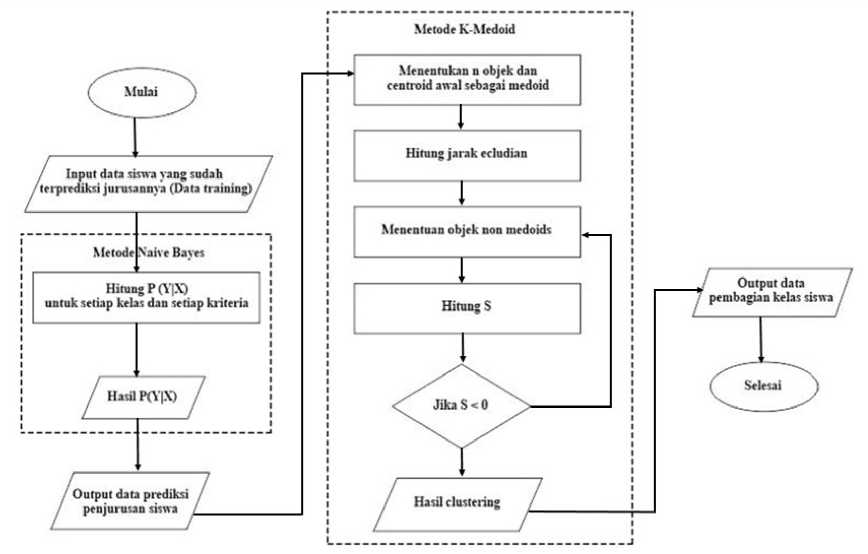 Mulai
Input data siswa yang sudah
terprediksi jurusannya (Data training)
Metode Naive Bayes
Hitung P (Y|X)
untuk setiap kelas dan setiap kriteria
Hasil P(Y|X)
Output data prediksi
penjurusan siswa
Metode K-Medoid
Menentukan n objek dan
centroid awal sebagai medoid
Hitung jarak ecludian
Menentuan objek non medoids
Hitung S
Jika S < 0
Hasil clustering
Output data
pembagian kelas siswa
Selesai